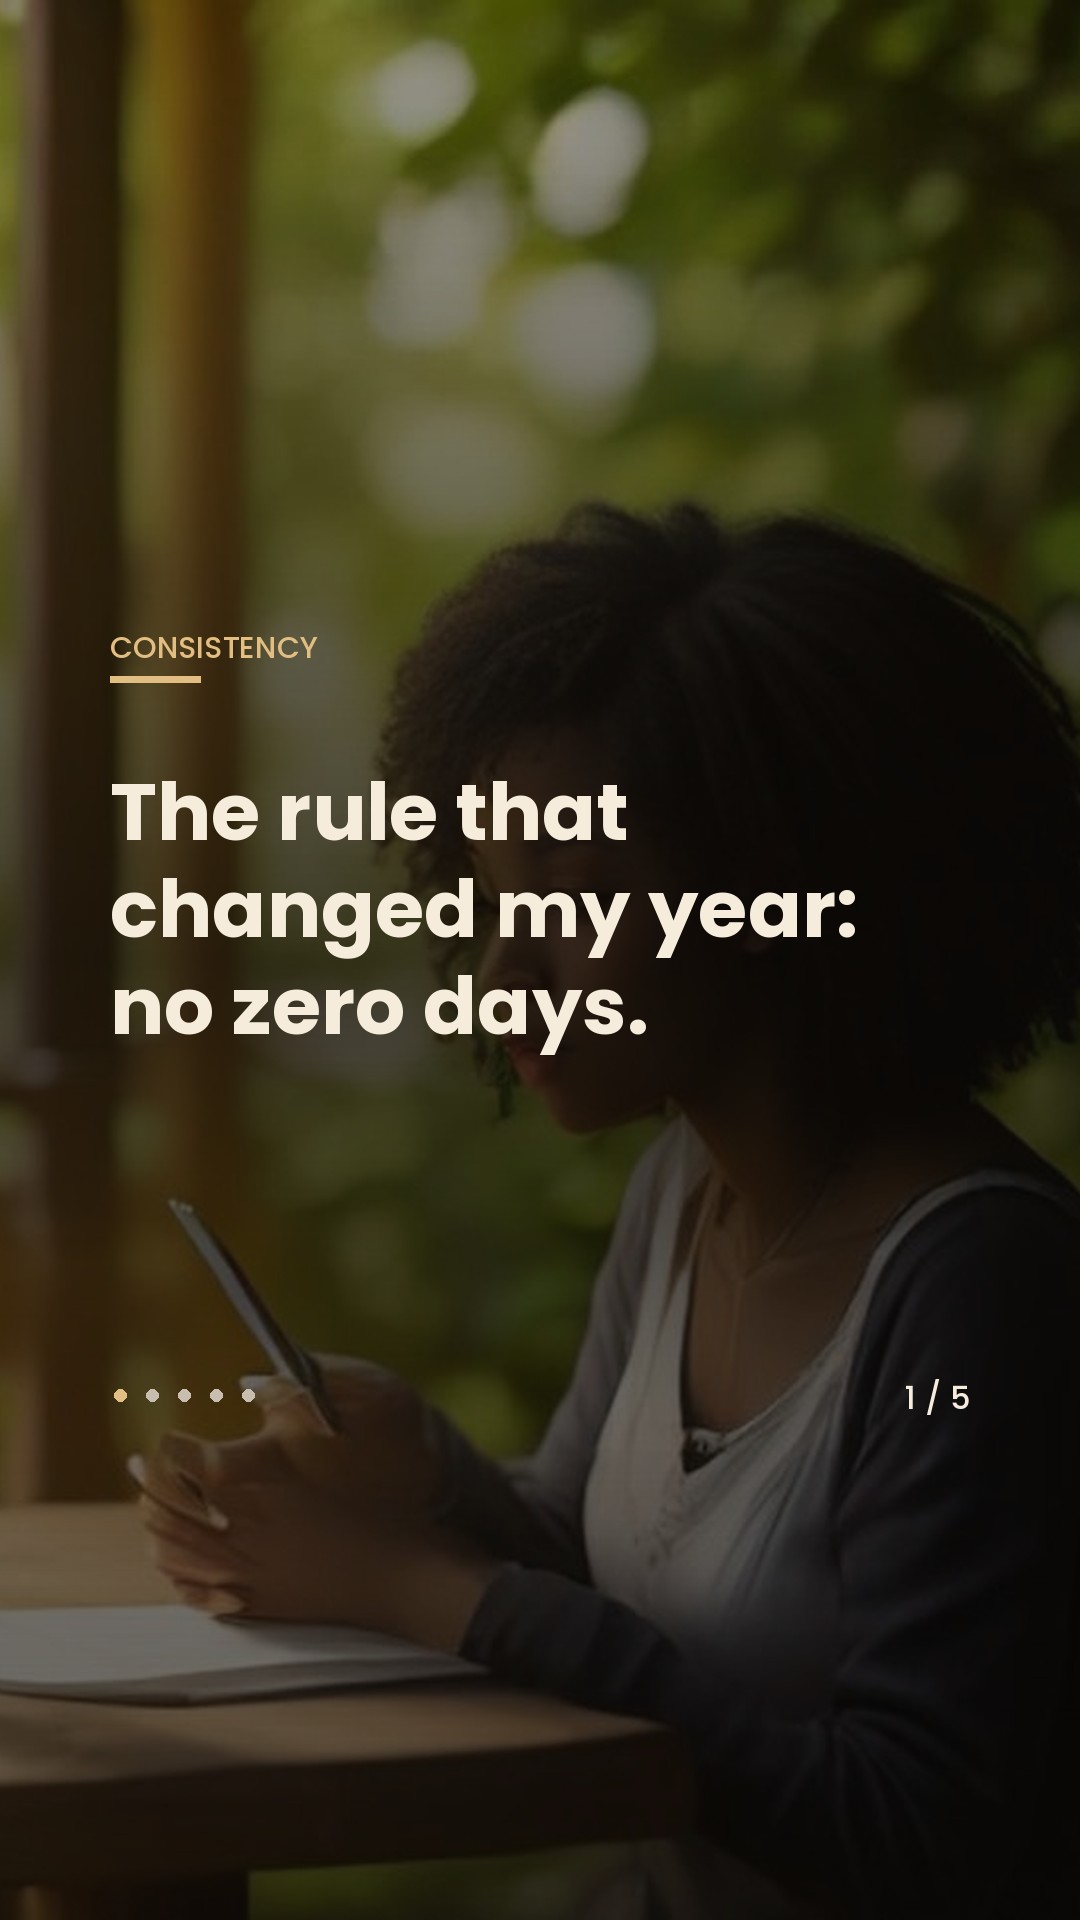 CONSISTENCY
The rule that
changed my year:
no zero days.
1 / 5